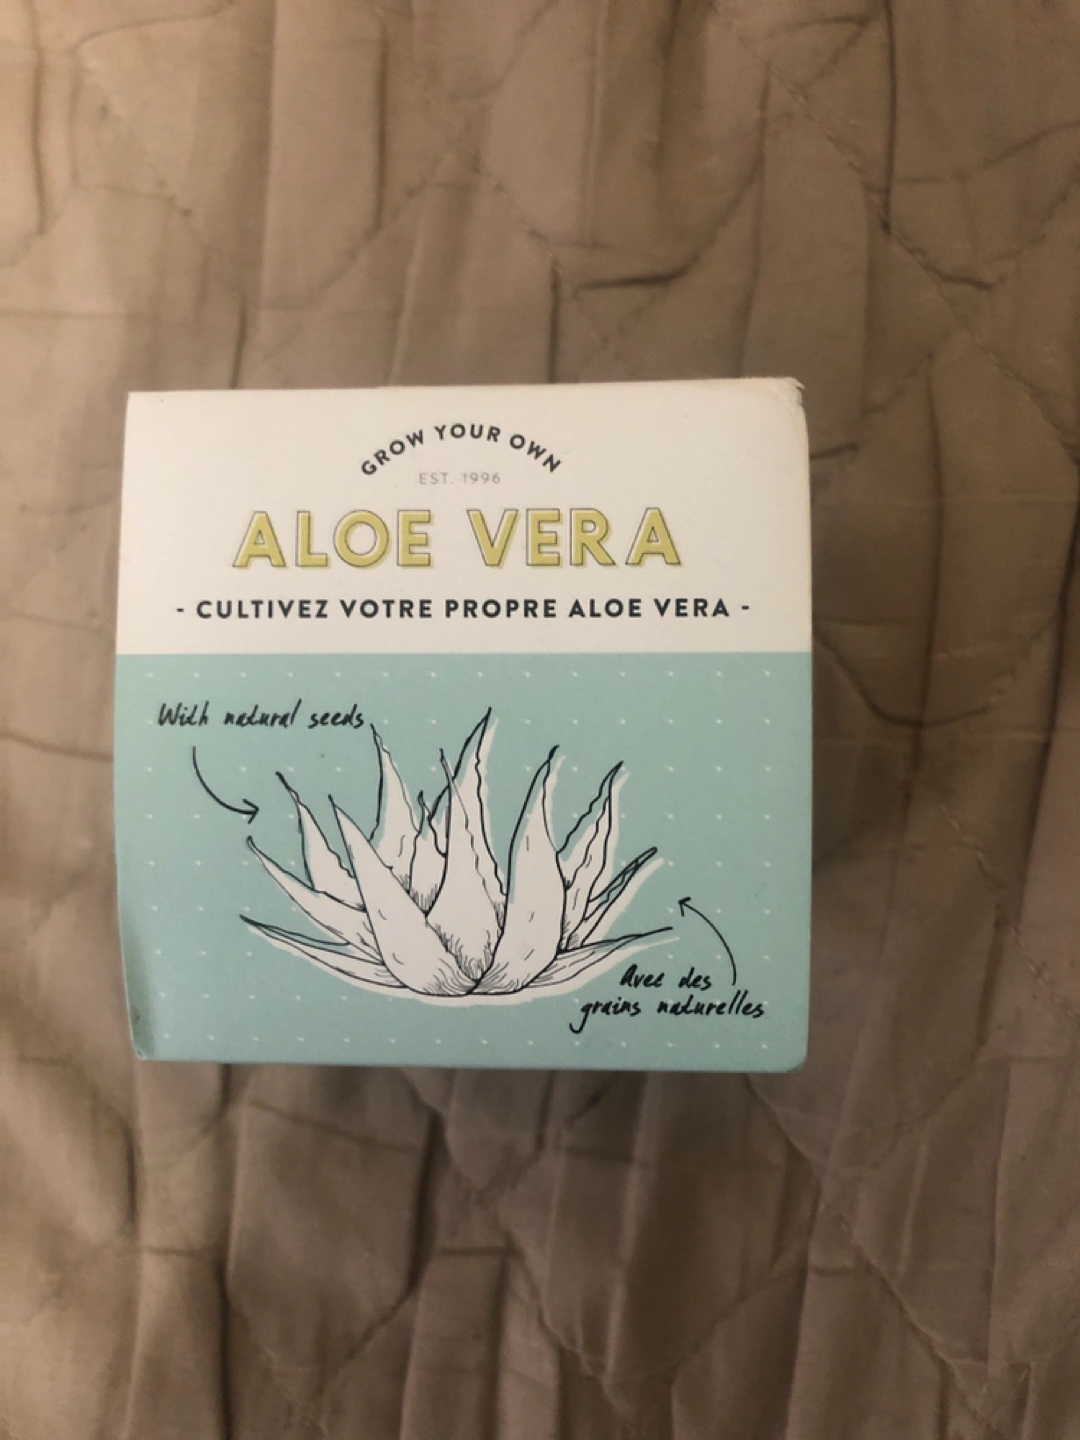 GROW YOUR OWN
EST. 1996
ALOE VERA
- CULTIVEZ VOTRE PROPRE ALOE VERA -
With natural seeds
Avec des
grains naturelles